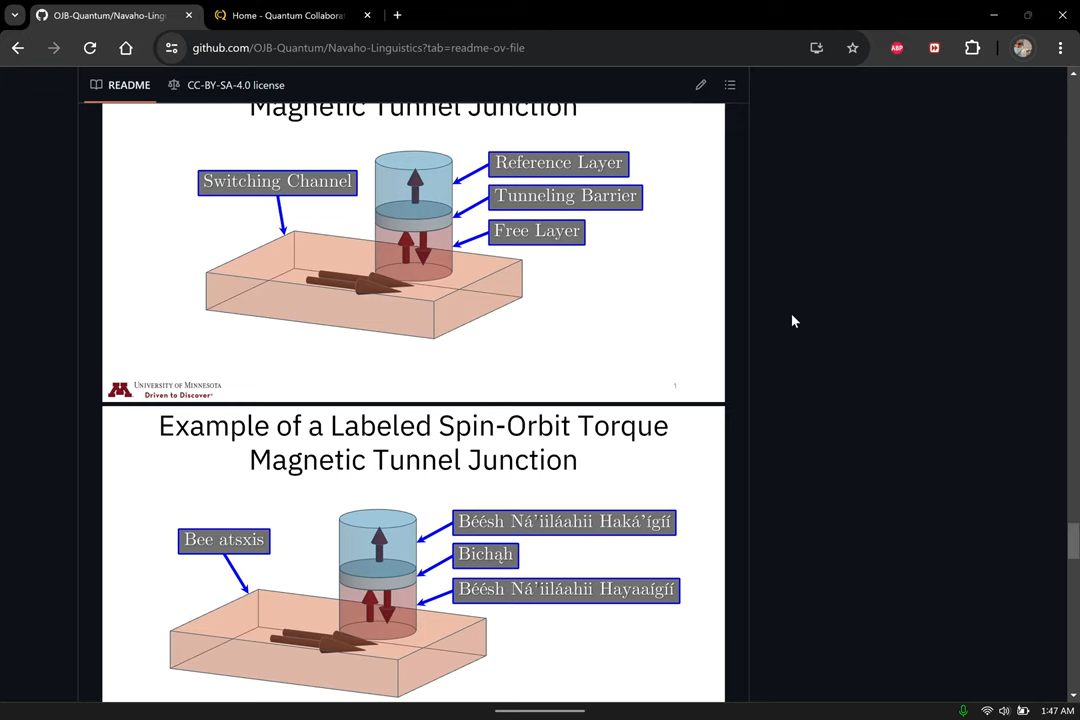 OJB-Quantum/Navaho-Ling
Home - Quantum Collabora
github.com/OJB-Quantum/Navaho-Linguistics?tab=readme-ov-file
ABP
README
CC-BY-SA-4.0 license
Magnetic Tunnel Junction
Reference Layer
Switching Channel
Tunneling Barrier
Free Layer
M
UNIVERSITY OF MINNESOTA
Driven to Discover®
1
Example of a Labeled Spin-Orbit Torque
Magnetic Tunnel Junction
Béésh Ná’iiláahii Haká’ígíí
Bee atsxis
Bichąh
Béésh Ná’iiláahii Hayaaígíí
1:47 AM